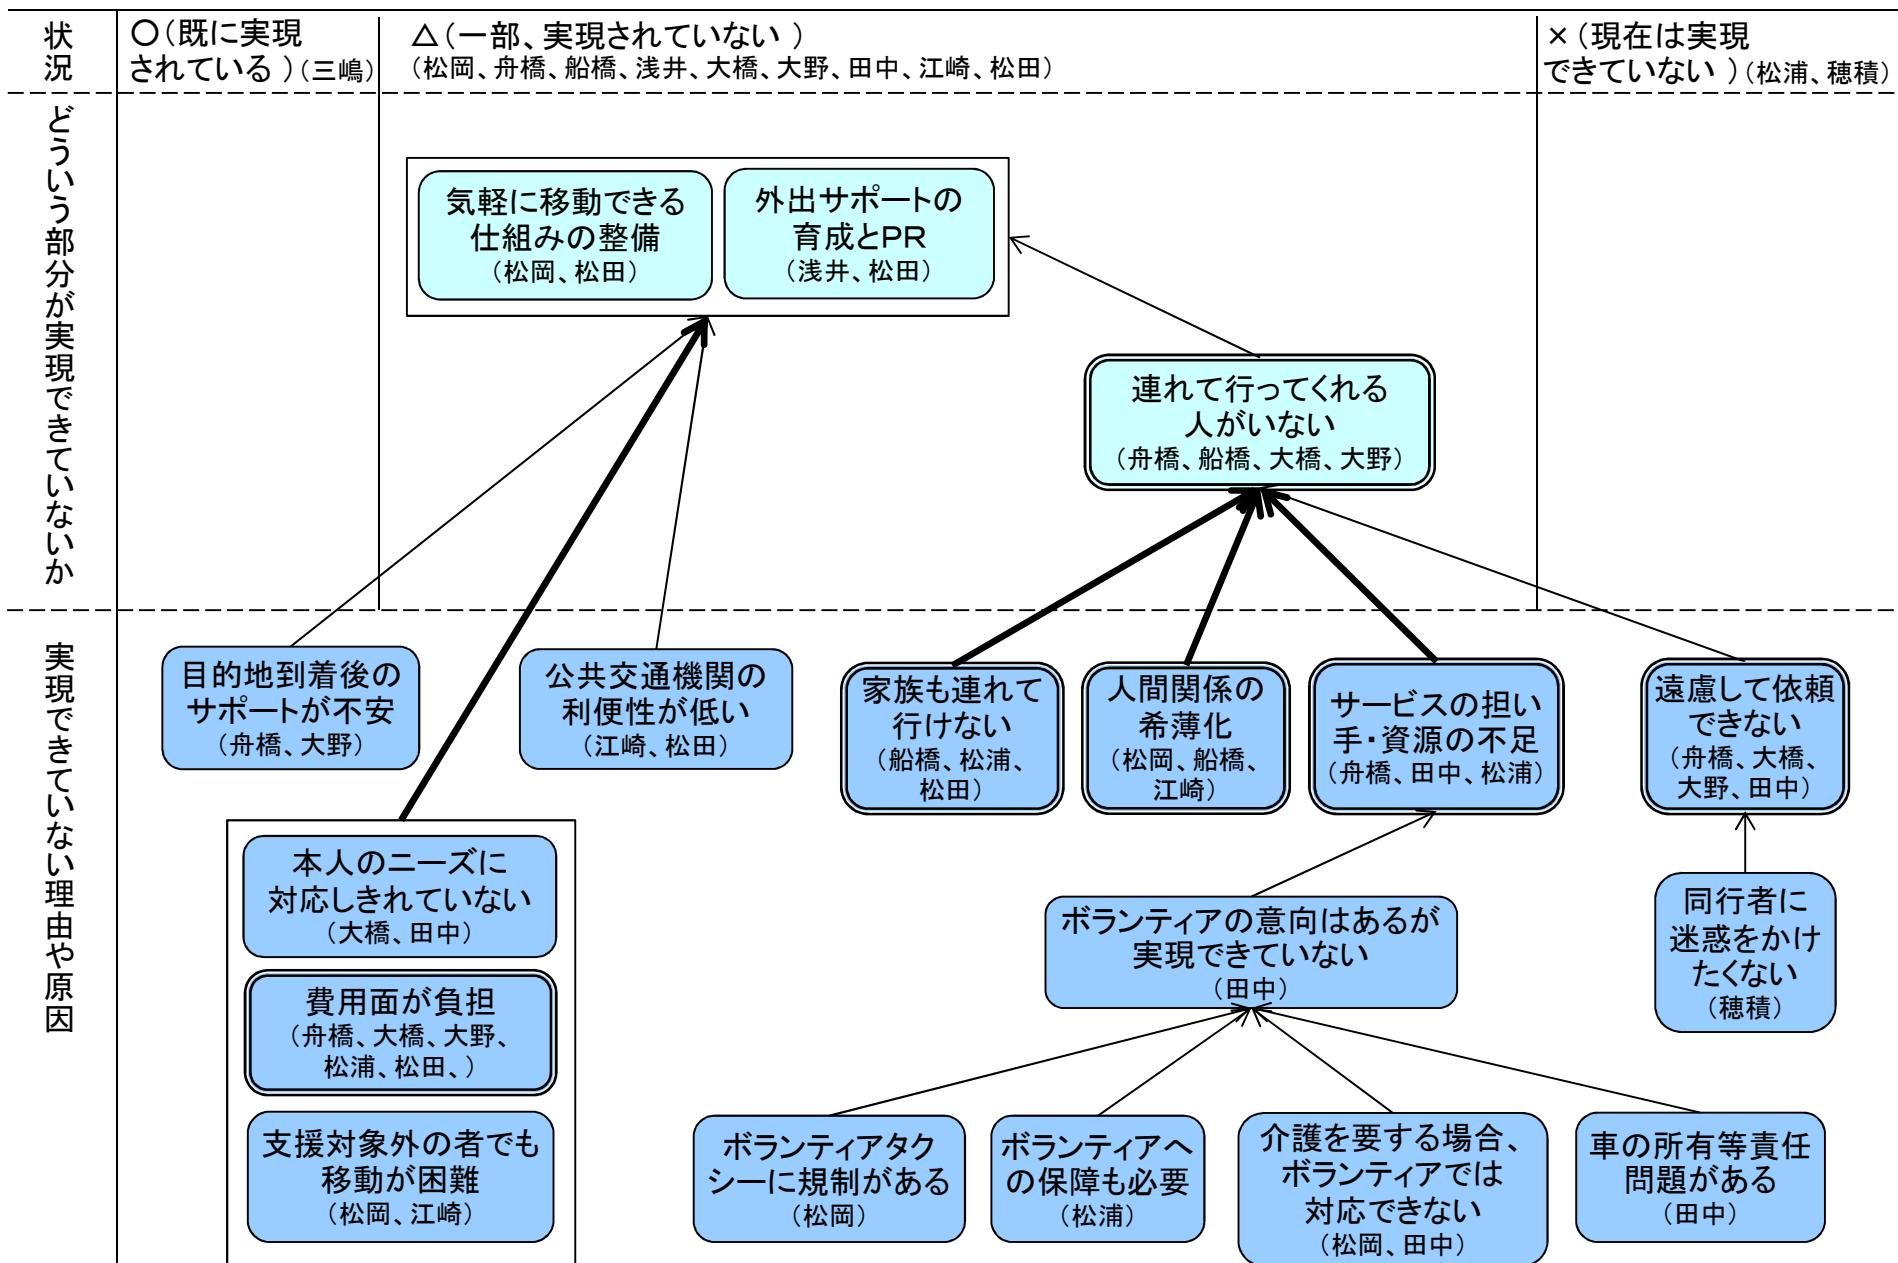 状況
〇(既に実現
されている )(三嶋)
△(一部、実現されていない )
(松岡、舟橋、船橋、浅井、大橋、大野、田中、江崎、松田)
×(現在は実現
できていない )(松浦、穂積)
どういう部分が実現できていないか
気軽に移動できる
仕組みの整備
(松岡、松田)
外出サポートの
育成とPR
(浅井、松田)
連れて行ってくれる
人がいない
(舟橋、船橋、大橋、大野)
実現できていない理由や原因
目的地到着後の
サポートが不安
(舟橋、大野)
公共交通機関の
利便性が低い
(江崎、松田)
家族も連れて
行けない
(船橋、松浦、
松田)
人間関係の
希薄化
(松岡、船橋、
江崎)
サービスの担い
手・資源の不足
(舟橋、田中、松浦)
遠慮して依頼
できない
(舟橋、大橋、
大野、田中)
本人のニーズに
対応しきれていない
(大橋、田中)
費用面が負担
(舟橋、大橋、大野、
松浦、松田、)
支援対象外の者でも
移動が困難
(松岡、江崎)
ボランティアの意向はあるが
実現できていない
(田中)
同行者に
迷惑をかけ
たくない
(穂積)
ボランティアタク
シーに規制がある
(松岡)
ボランティアへ
の保障も必要
(松浦)
介護を要する場合、
ボランティアでは
対応できない
(松岡、田中)
車の所有等責任
問題がある
(田中)